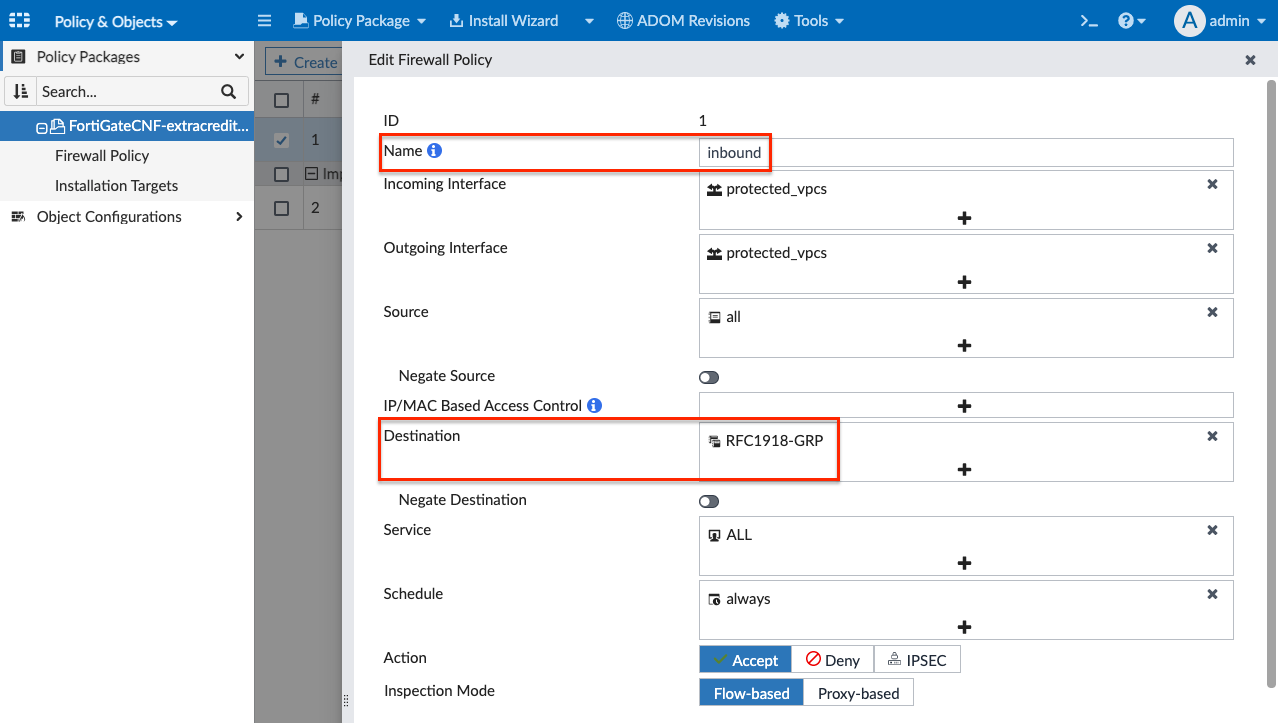 Policy & Objects
Policy Package
Install Wizard
ADOM Revisions
Tools
A
admin
Policy Packages
Search...
FortiGateCNF-extracredit...
Firewall Policy
Installation Targets
Object Configurations
Create
#
1
Imp
2
Edit Firewall Policy
ID 1
Name inbound
Incoming Interface protected_vpcs
Outgoing Interface protected_vpcs
Source all
Negate Source
IP/MAC Based Access Control
Destination RFC1918-GRP
Negate Destination
Service ALL
Schedule always
Action Accept Deny IPSEC
Inspection Mode Flow-based Proxy-based